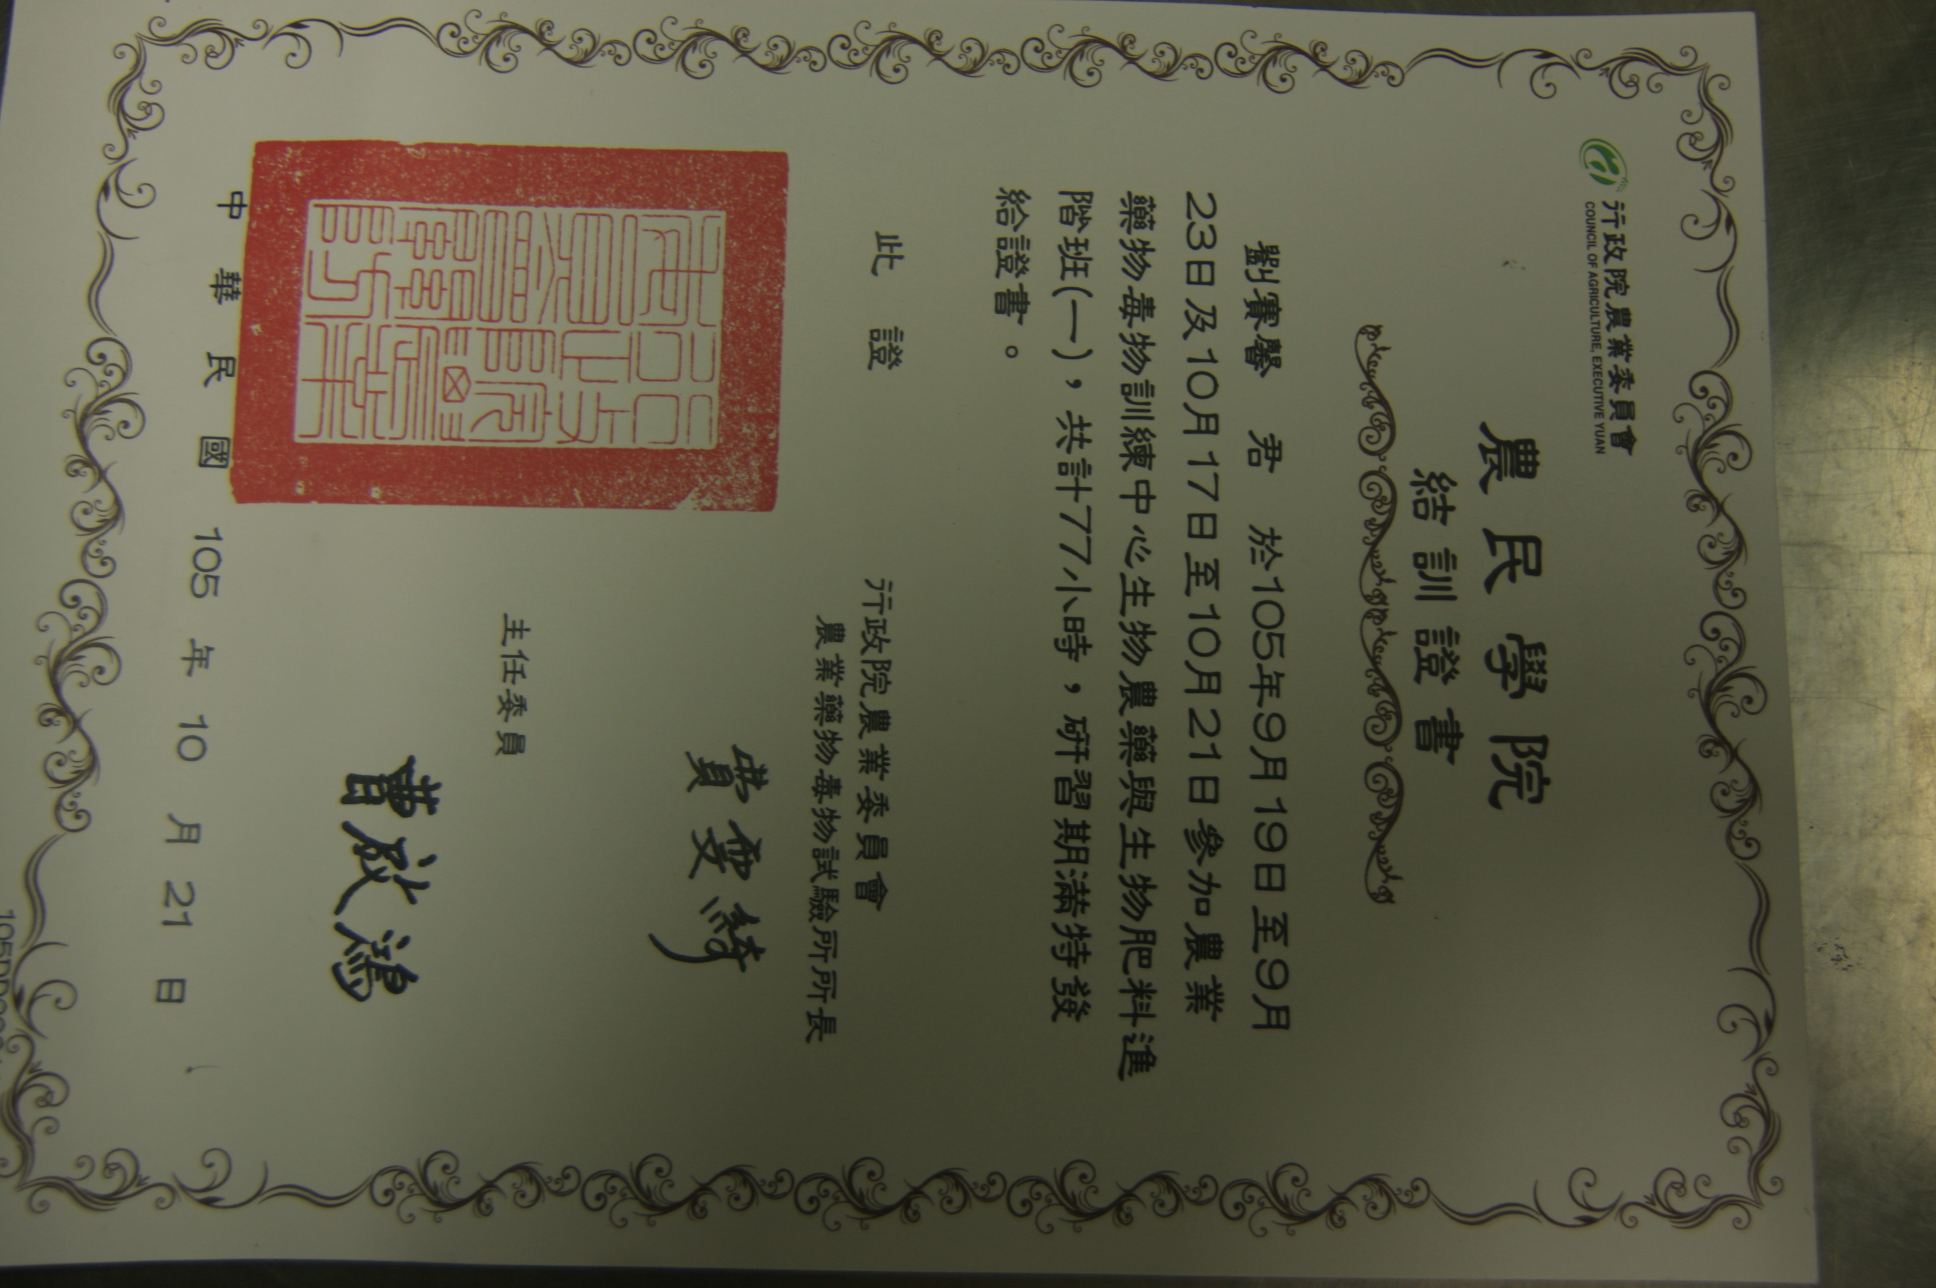 行政院農業委員會
COUNCIL OF AGRICULTURE, EXECUTIVE YUAN
農民學院
結訓證書
劉賽馨 君 於105年9月19日至9月
23日及10月17日至10月21日參加農業
藥物毒物訓練中心生物農藥與生物肥料進
階班(一)，共計77小時，研習期滿特發
給證書。
此 證
行政院農業委員會
農業藥物毒物試驗所所長
費雯綺
主任委員
曹啟鴻
中華民國 105 年 10 月 21 日